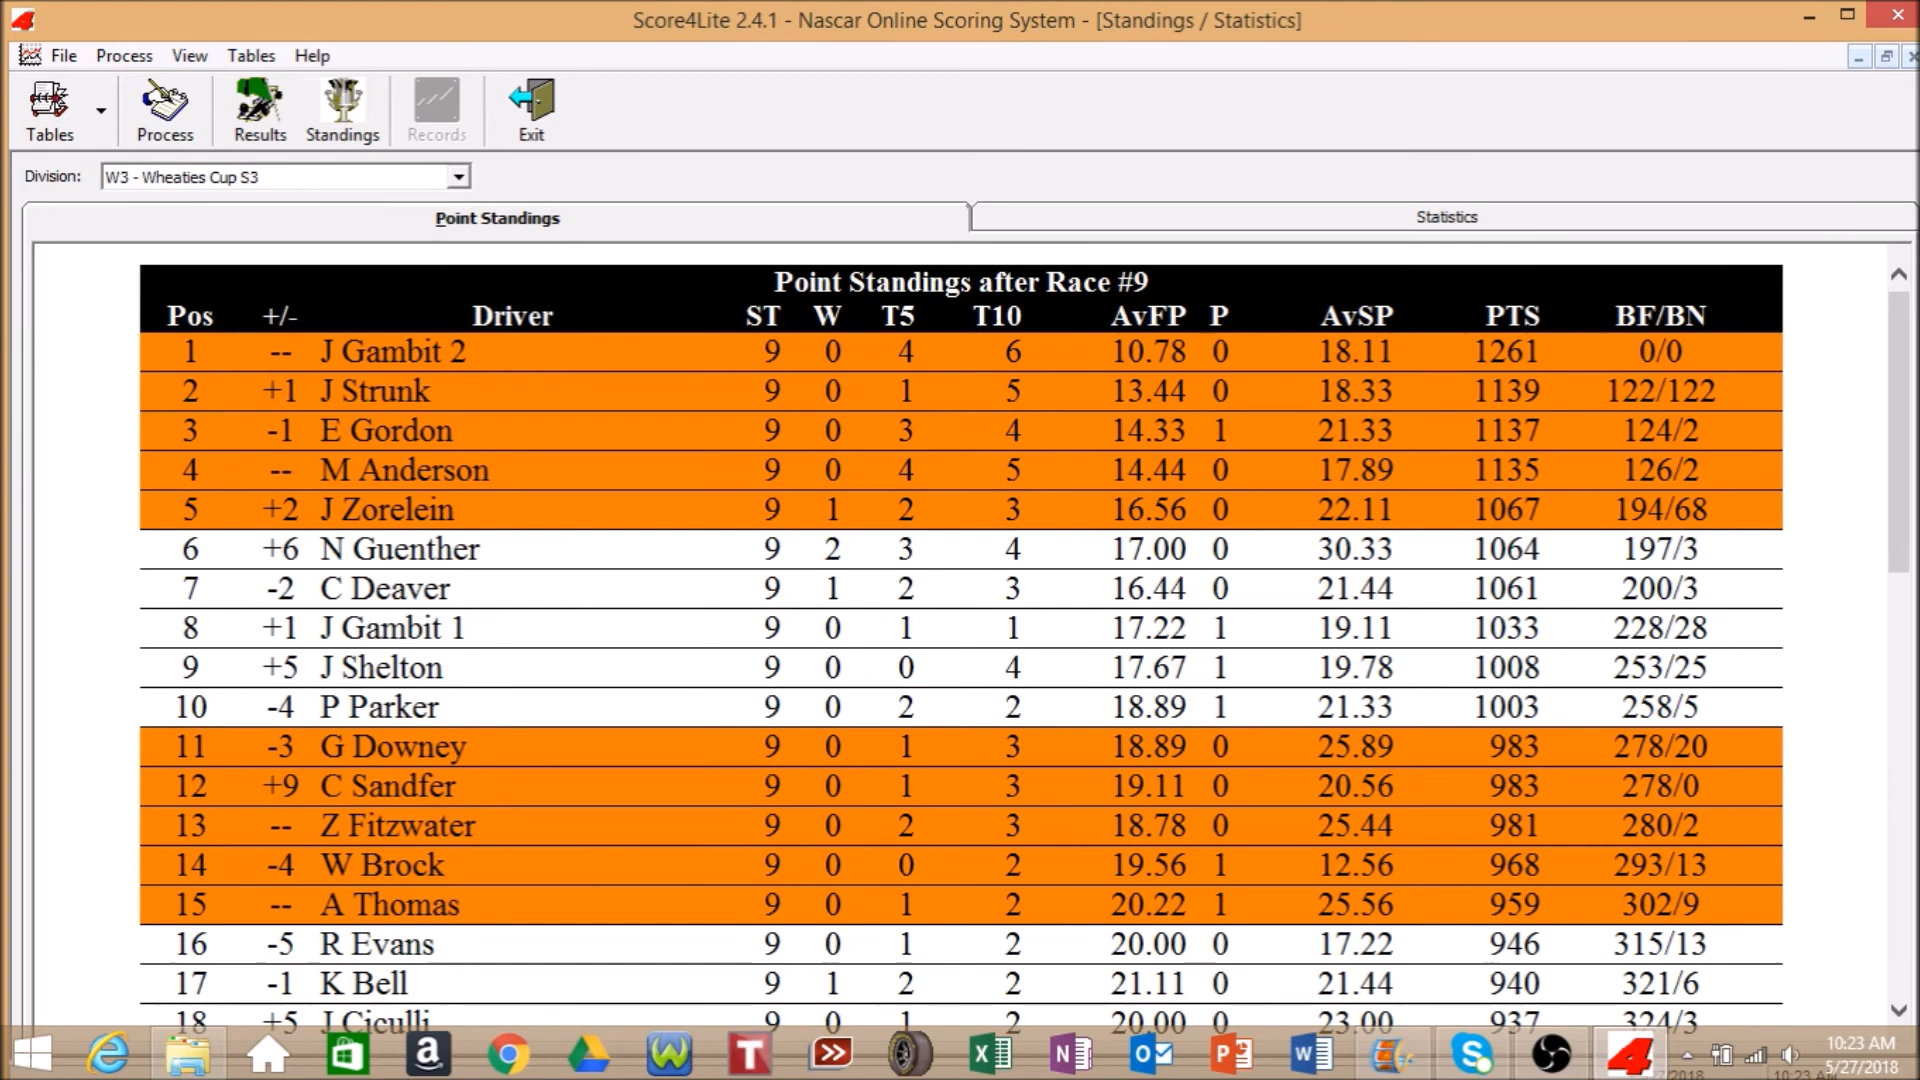 Score4Lite 2.4.1 - Nascar Online Scoring System - [Standings / Statistics]
File Process View Tables Help
Tables Process Results Standings Records Exit
Division: W3 - Wheaties Cup S3
Point Standings Statistics
Point Standings after Race #9
Pos +/- Driver ST W T5 T10 AvFP P AvSP PTS BF/BN
1 -- J Gambit 2 9 0 4 6 10.78 0 18.11 1261 0/0
2 +1 J Strunk 9 0 1 5 13.44 0 18.33 1139 122/122
3 -1 E Gordon 9 0 3 4 14.33 1 21.33 1137 124/2
4 -- M Anderson 9 0 4 5 14.44 0 17.89 1135 126/2
5 +2 J Zorelein 9 1 2 3 16.56 0 22.11 1067 194/68
6 +6 N Guenther 9 2 3 4 17.00 0 30.33 1064 197/3
7 -2 C Deaver 9 1 2 3 16.44 0 21.44 1061 200/3
8 +1 J Gambit 1 9 0 1 1 17.22 1 19.11 1033 228/28
9 +5 J Shelton 9 0 0 4 17.67 1 19.78 1008 253/25
10 -4 P Parker 9 0 2 2 18.89 1 21.33 1003 258/5
11 -3 G Downey 9 0 1 3 18.89 0 25.89 983 278/20
12 +9 C Sandfer 9 0 1 3 19.11 0 20.56 983 278/0
13 -- Z Fitzwater 9 0 2 3 18.78 0 25.44 981 280/2
14 -4 W Brock 9 0 0 2 19.56 1 12.56 968 293/13
15 -- A Thomas 9 0 1 2 20.22 1 25.56 959 302/9
16 -5 R Evans 9 0 1 2 20.00 0 17.22 946 315/13
17 -1 K Bell 9 1 2 2 21.11 0 21.44 940 321/6
18 +5 J Ciculli 9 0 1 2 20.00 0 23.00 937 324/3
10:23 AM
5/27/2018